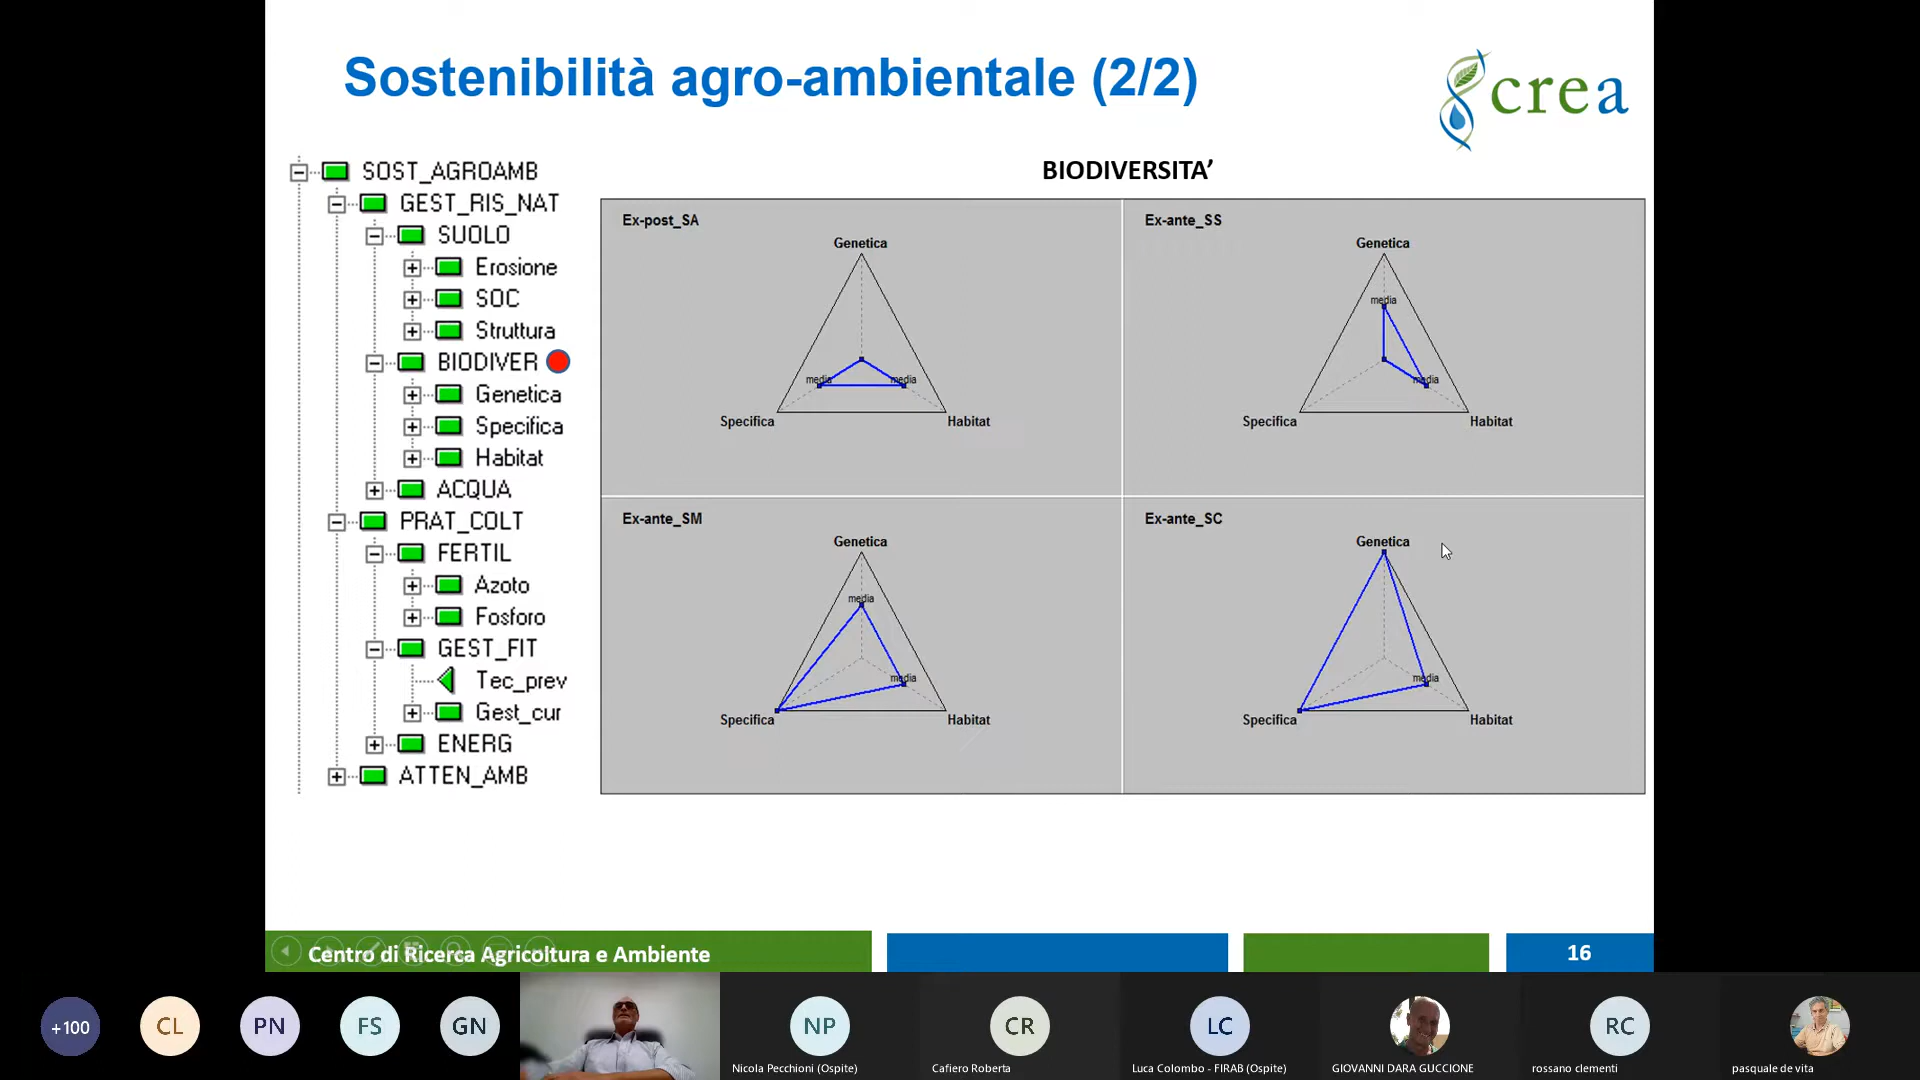 Sostenibilità agro-ambientale (2/2)
crea
SOST_AGROAMB
GEST_RIS_NAT
SUOLO
Erosione
SOC
Struttura
BIODIVER
Genetica
Specifica
Habitat
ACQUA
PRAT_COLT
FERTIL
Azoto
Fosforo
GEST_FIT
Tec_prev
Gest_cur
ENERG
ATTEN_AMB
BIODIVERSITA’
Ex-post_SA
Genetica
media
media
Specifica
Habitat
Ex-ante_SS
Genetica
media
media
Specifica
Habitat
Ex-ante_SM
Genetica
media
media
Specifica
Habitat
Ex-ante_SC
Genetica
media
Specifica
Habitat
Centro di Ricerca Agricoltura e Ambiente
16
+100
CL
PN
FS
GN
NP
Nicola Pecchioni (Ospite)
CR
Cafiero Roberta
LC
Luca Colombo - FIRAB (Ospite)
GIOVANNI DARA GUCCIONE
RC
rossano clementi
pasquale de vita